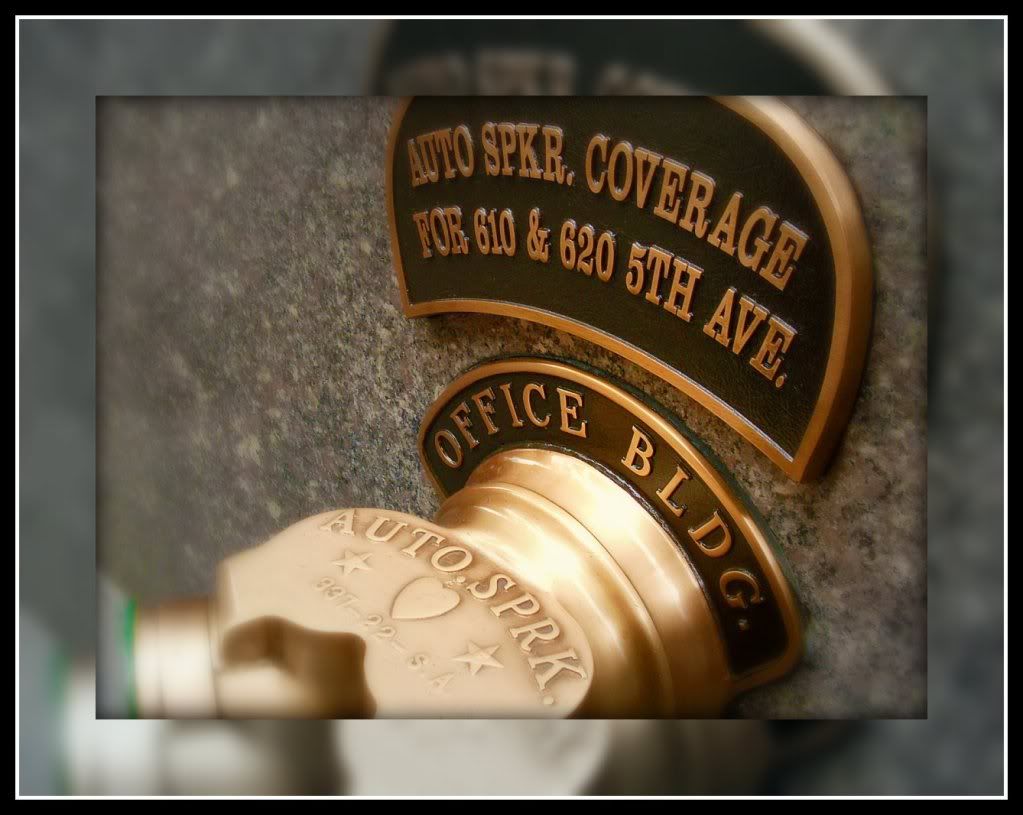 AUTO SPKR. COVERAGE
FOR 610 & 620 5TH AVE.
OFFICE BLDG.
AUTO. SPRK.